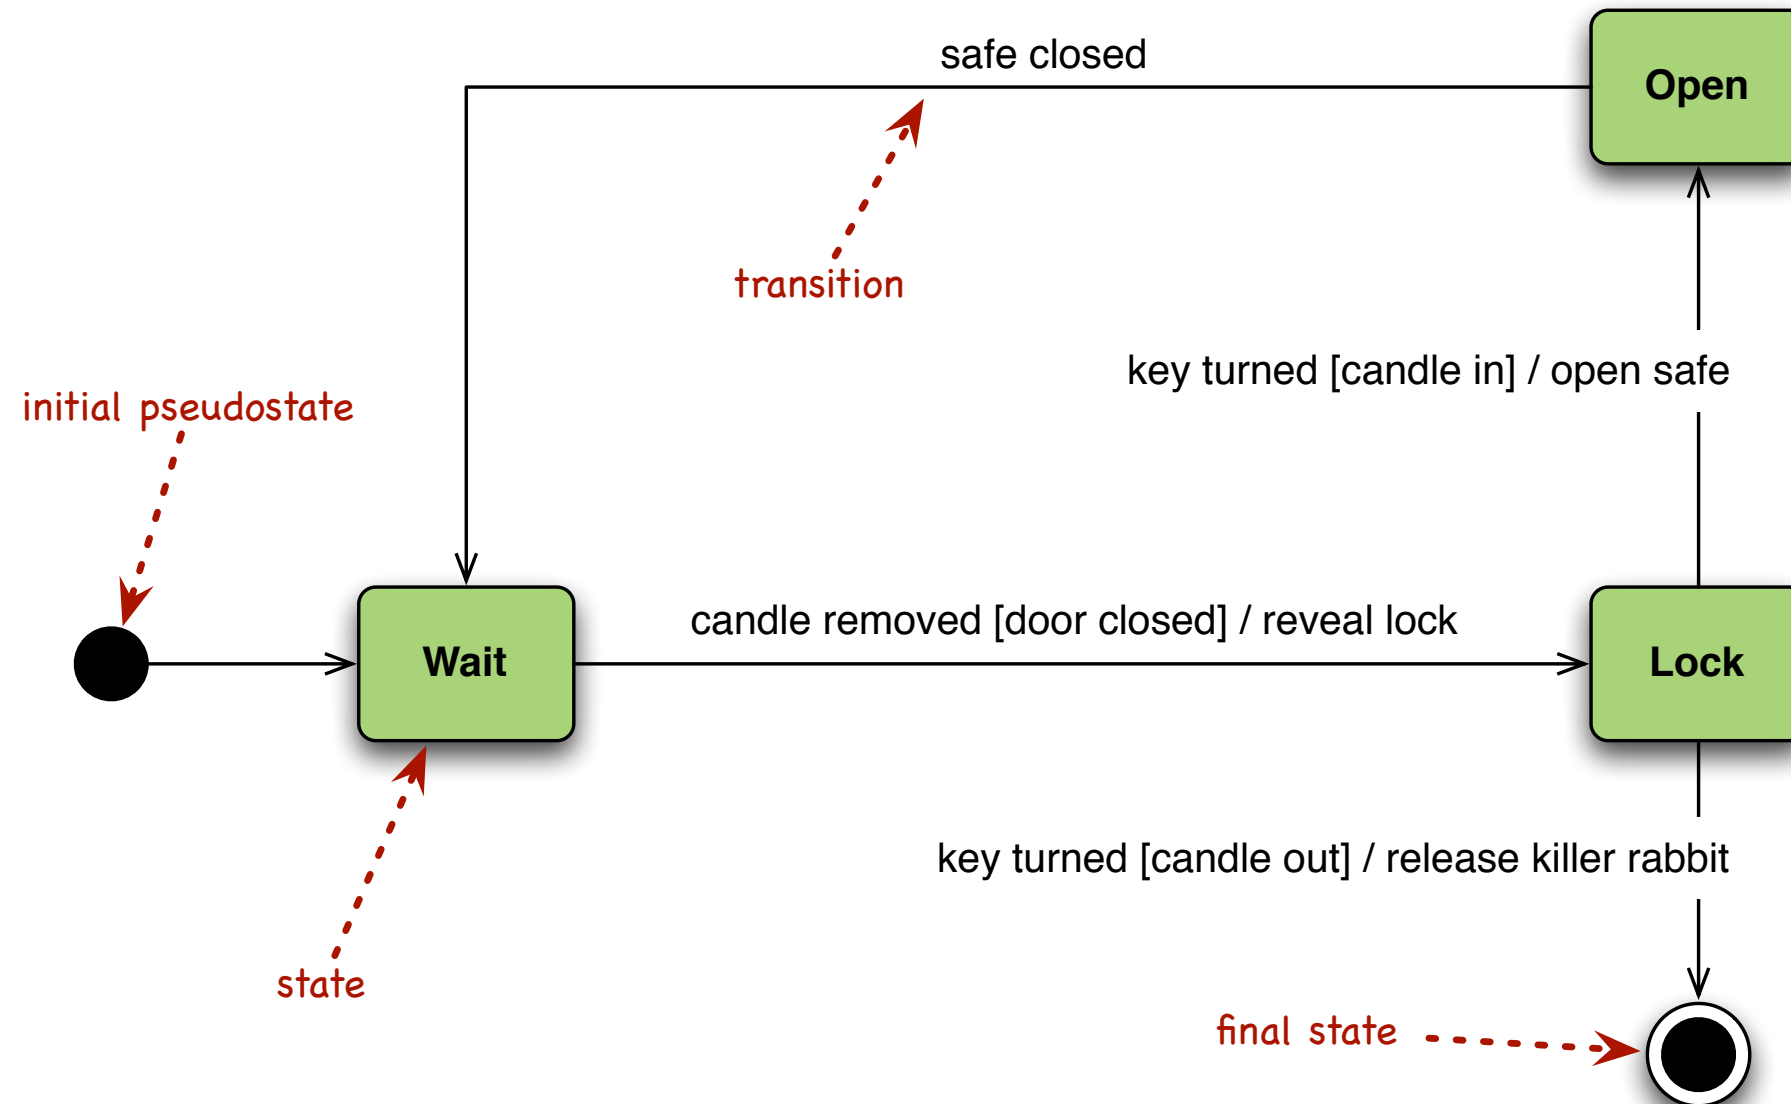 safe closed
Open
transition
key turned [candle in] / open safe
initial pseudostate
candle removed [door closed] / reveal lock
Wait
Lock
key turned [candle out] / release killer rabbit
state
final state